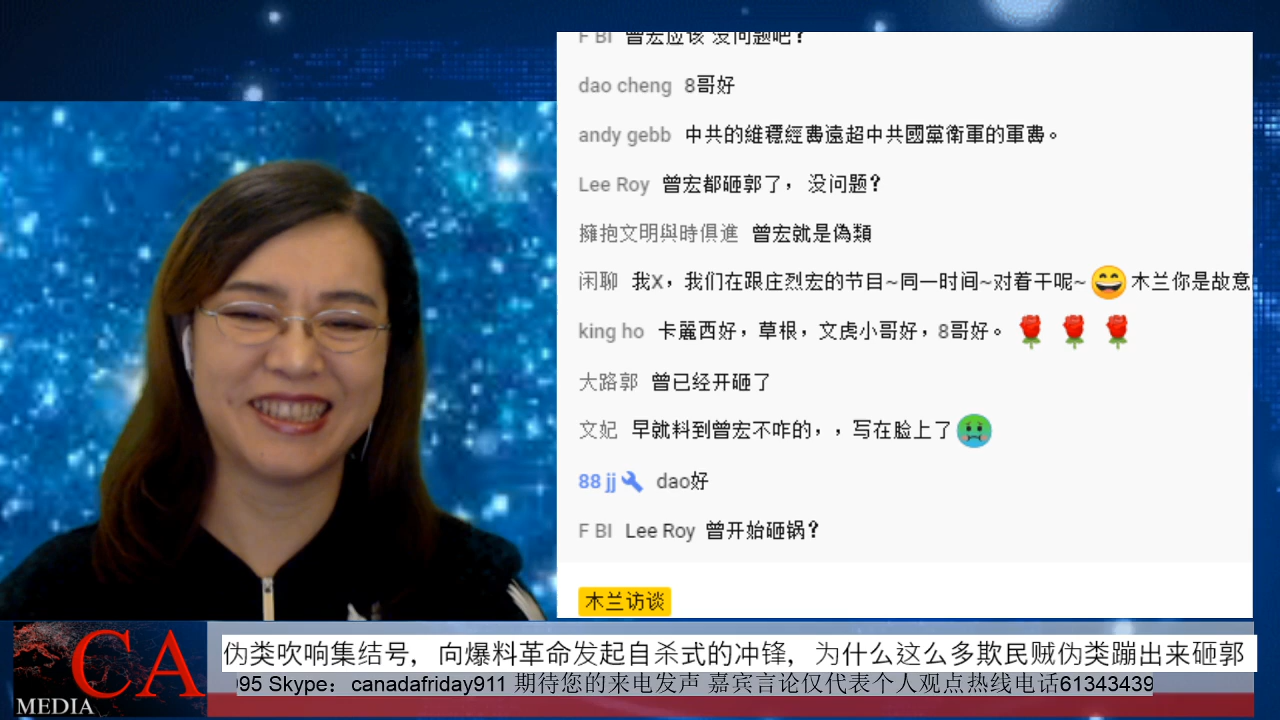 F BI 曾宏应该 没问题吧？
dao cheng 8哥好
andy gebb 中共的維穩經費遠超中共國黨衛軍的軍費。
Lee Roy 曾宏都砸郭了，没问题？
擁抱文明與時俱進 曾宏就是偽類
闲聊 我X，我们在跟庄烈宏的节目~同一时间~对着干呢~😄木兰你是故意
king ho 卡麗西好，草根，文虎小哥好，8哥好。🌹🌹🌹
大路郭 曾已经开砸了
文妃 早就料到曾宏不咋的，，写在脸上了🤢
88 jj🔧 dao好
F BI Lee Roy 曾开始砸锅？
木兰访谈
CA
MEDIA
伪类吹响集结号，向爆料革命发起自杀式的冲锋，为什么这么多欺民贼伪类蹦出来砸郭
095 Skype：canadafriday911 期待您的来电发声 嘉宾言论仅代表个人观点热线电话61343439